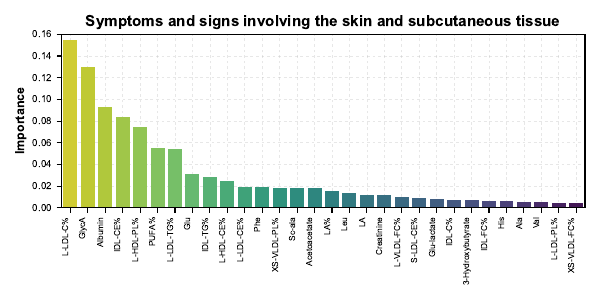 Symptoms and signs involving the skin and subcutaneous tissue
Importance
0.16
0.14
0.12
0.10
0.08
0.06
0.04
0.02
0.00
L-LDL-C%
GlycA
Albumin
IDL-CE%
L-HDL-PL%
PUFA%
L-LDL-TG%
Glu
IDL-TG%
L-HDL-CE%
L-LDL-CE%
Phe
XS-VLDL-PL%
Sc-ala
Acetoacetate
LA%
Leu
LA
Creatinine
L-VLDL-FC%
S-LDL-CE%
Glu-lactate
IDL-C%
3-Hydroxybutyrate
IDL-FC%
His
Ala
Val
L-LDL-PL%
XS-VLDL-FC%